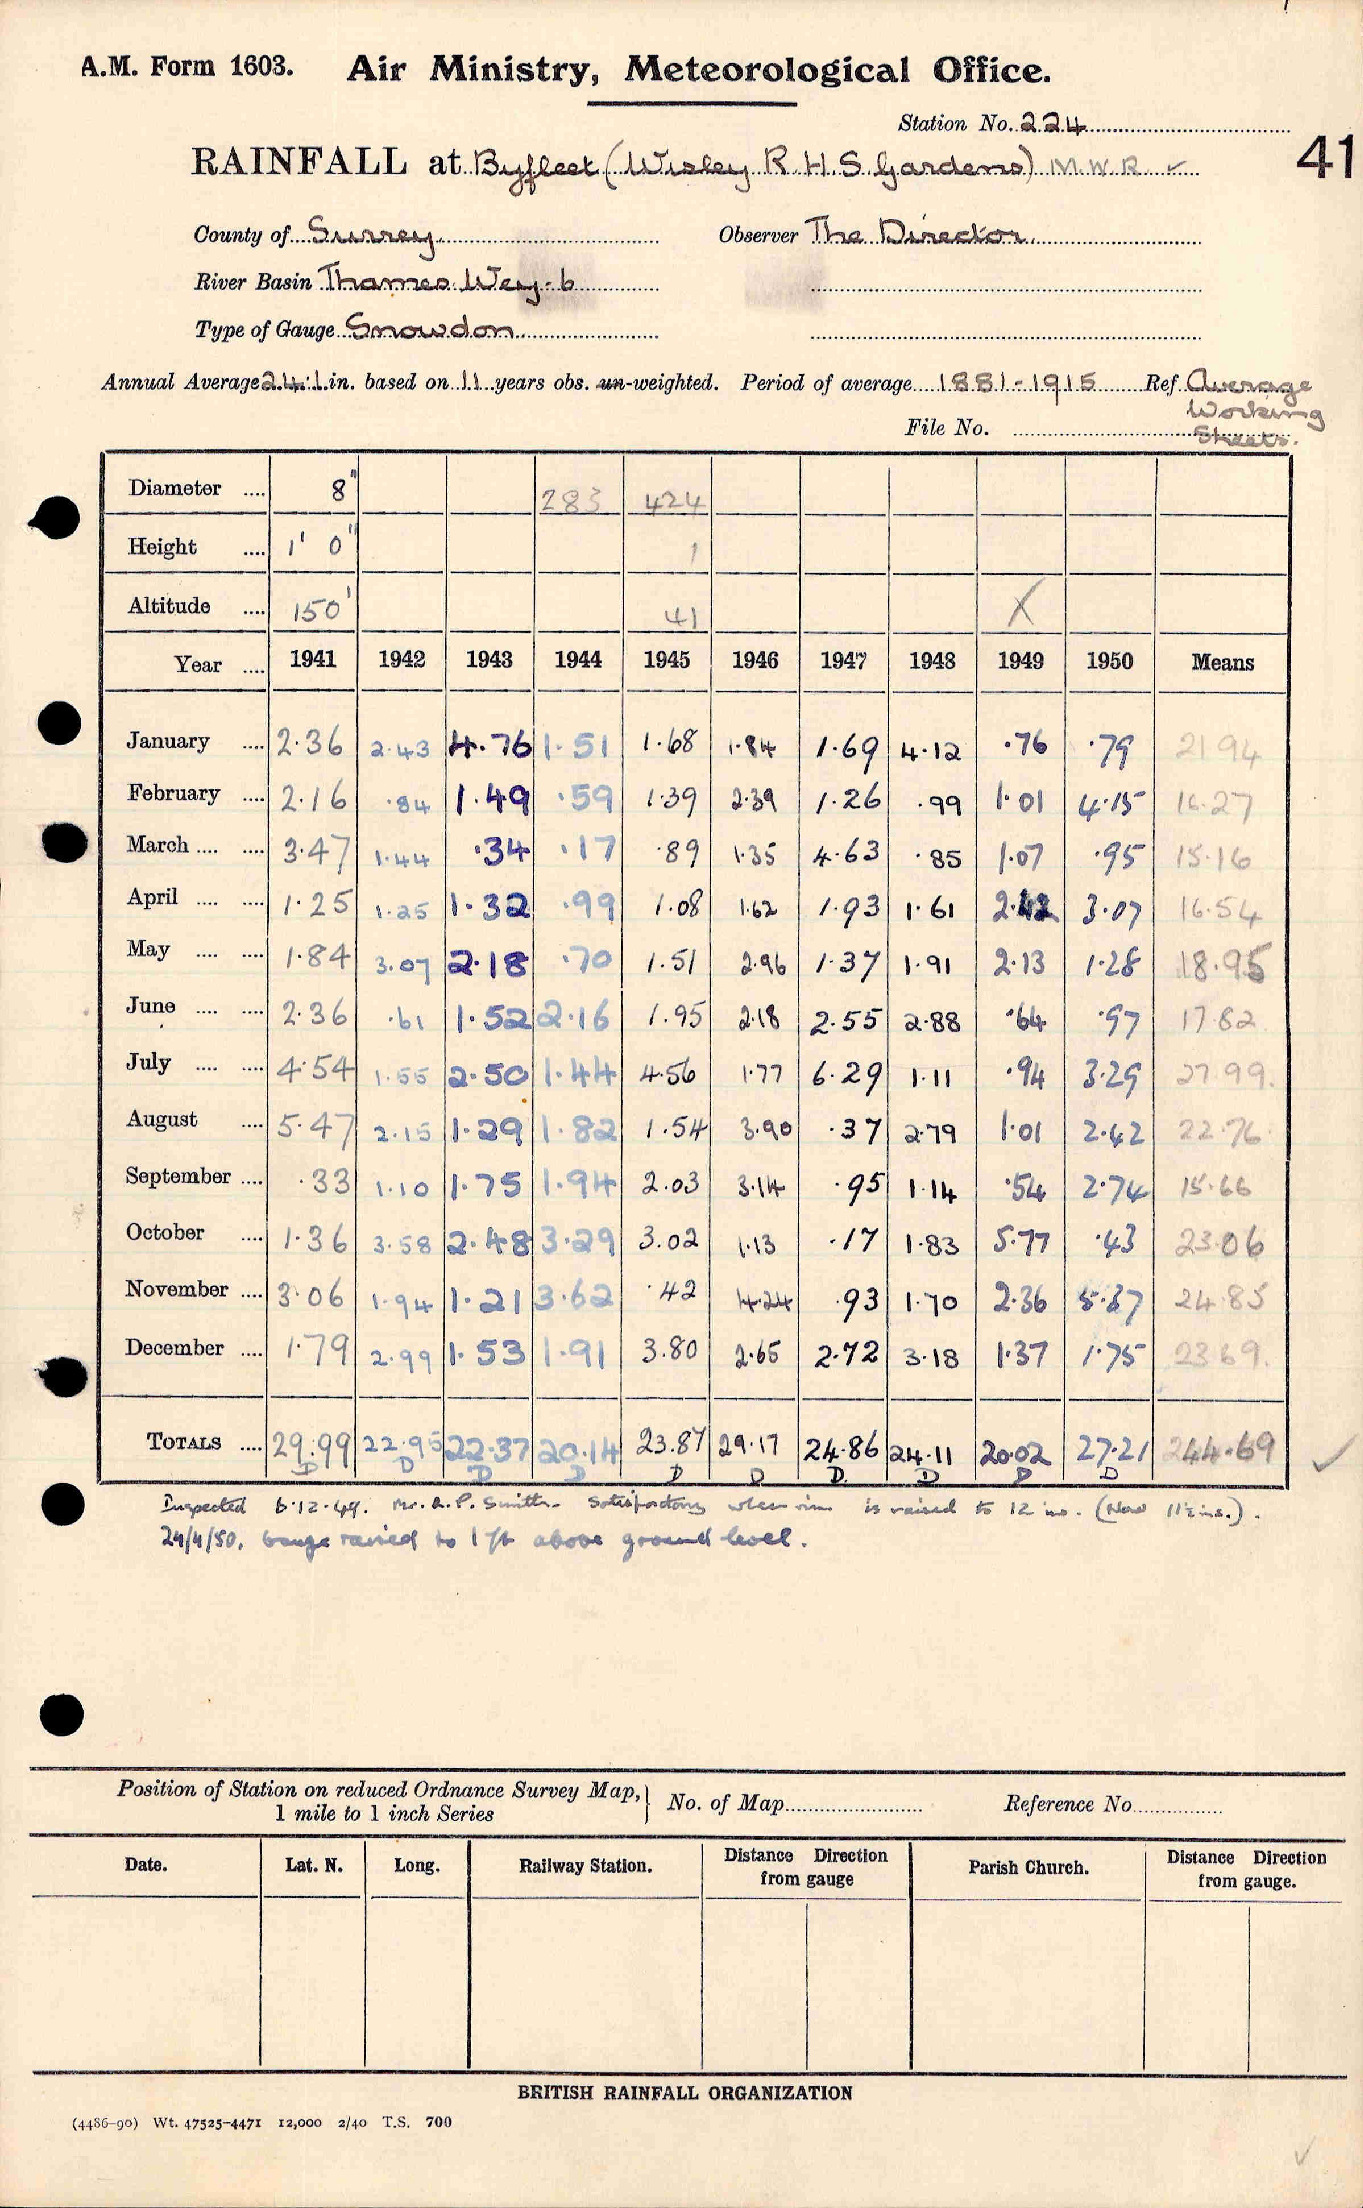 A.M. Form 1603. Air Ministry, Meteorological Office.
Station No. 224
RAINFALL at Byfleet (Wisley R.H.S. Gardens) M.W.R. ✓
41
County of Surrey Observer The Director
River Basin Thames Wey-b
Type of Gauge Snowdon
Annual Average 24.1 in. based on 11 years obs. un-weighted. Period of average 1881-1915 Ref. Average
Working
File No. Sheets.
Diameter .... 8" 283 424
Height .... 1' 0" 1
Altitude .... 150' 41 X
Year .... 1941 1942 1943 1944 1945 1946 1947 1948 1949 1950 Means
January .... 2.36 2.43 4.76 1.51 1.68 1.84 1.69 4.12 .76 .79 21.94
February .... 2.16 .84 1.49 .59 1.39 2.39 1.26 .99 1.01 4.15 16.27
March .... .... 3.47 1.44 .34 .17 .89 1.35 4.63 .85 1.07 .95 15.16
April .... .... 1.25 1.25 1.32 .99 1.08 1.62 1.93 1.61 2.42 3.07 16.54
May .... .... 1.84 3.07 2.18 .70 1.51 2.96 1.37 1.91 2.13 1.28 18.95
June .... .... 2.36 .61 1.52 2.16 1.95 2.18 2.55 2.88 .64 .97 17.82
July .... .... 4.54 1.55 2.50 1.44 4.56 1.77 6.29 1.11 .94 3.29 27.99.
August .... 5.47 2.15 1.29 1.82 1.54 3.90 .37 2.79 1.01 2.42 22.76
September .... .33 1.10 1.75 1.94 2.03 3.14 .95 1.14 .54 2.74 15.66
October .... 1.36 3.58 2.48 3.29 3.02 1.13 .17 1.83 5.77 .43 23.06
November .... 3.06 1.94 1.21 3.62 .42 4.24 .93 1.70 2.36 5.37 24.85
December .... 1.79 2.99 1.53 1.91 3.80 2.65 2.72 3.18 1.37 1.75 23.69.
TOTALS .... 29.99 22.95 22.37 20.14 23.87 29.17 24.86 24.11 20.02 27.21 244.69 ✓
D D D D D D D. D D D
Inspected 6.12.49. Mr. A. P. Smith. Satisfactory when rim is raised to 12 ins. (Now 11½ ins.).
24/4/50. Gauge raised to 1 ft above ground level.
Position of Station on reduced Ordnance Survey Map,
1 mile to 1 inch Series } No. of Map Reference No.
Date. Lat. N. Long. Railway Station. Distance Direction
from gauge Parish Church. Distance Direction
from gauge.
BRITISH RAINFALL ORGANIZATION
(4486-90) Wt. 47525-4471 12,000 2/40 T.S. 700
✓